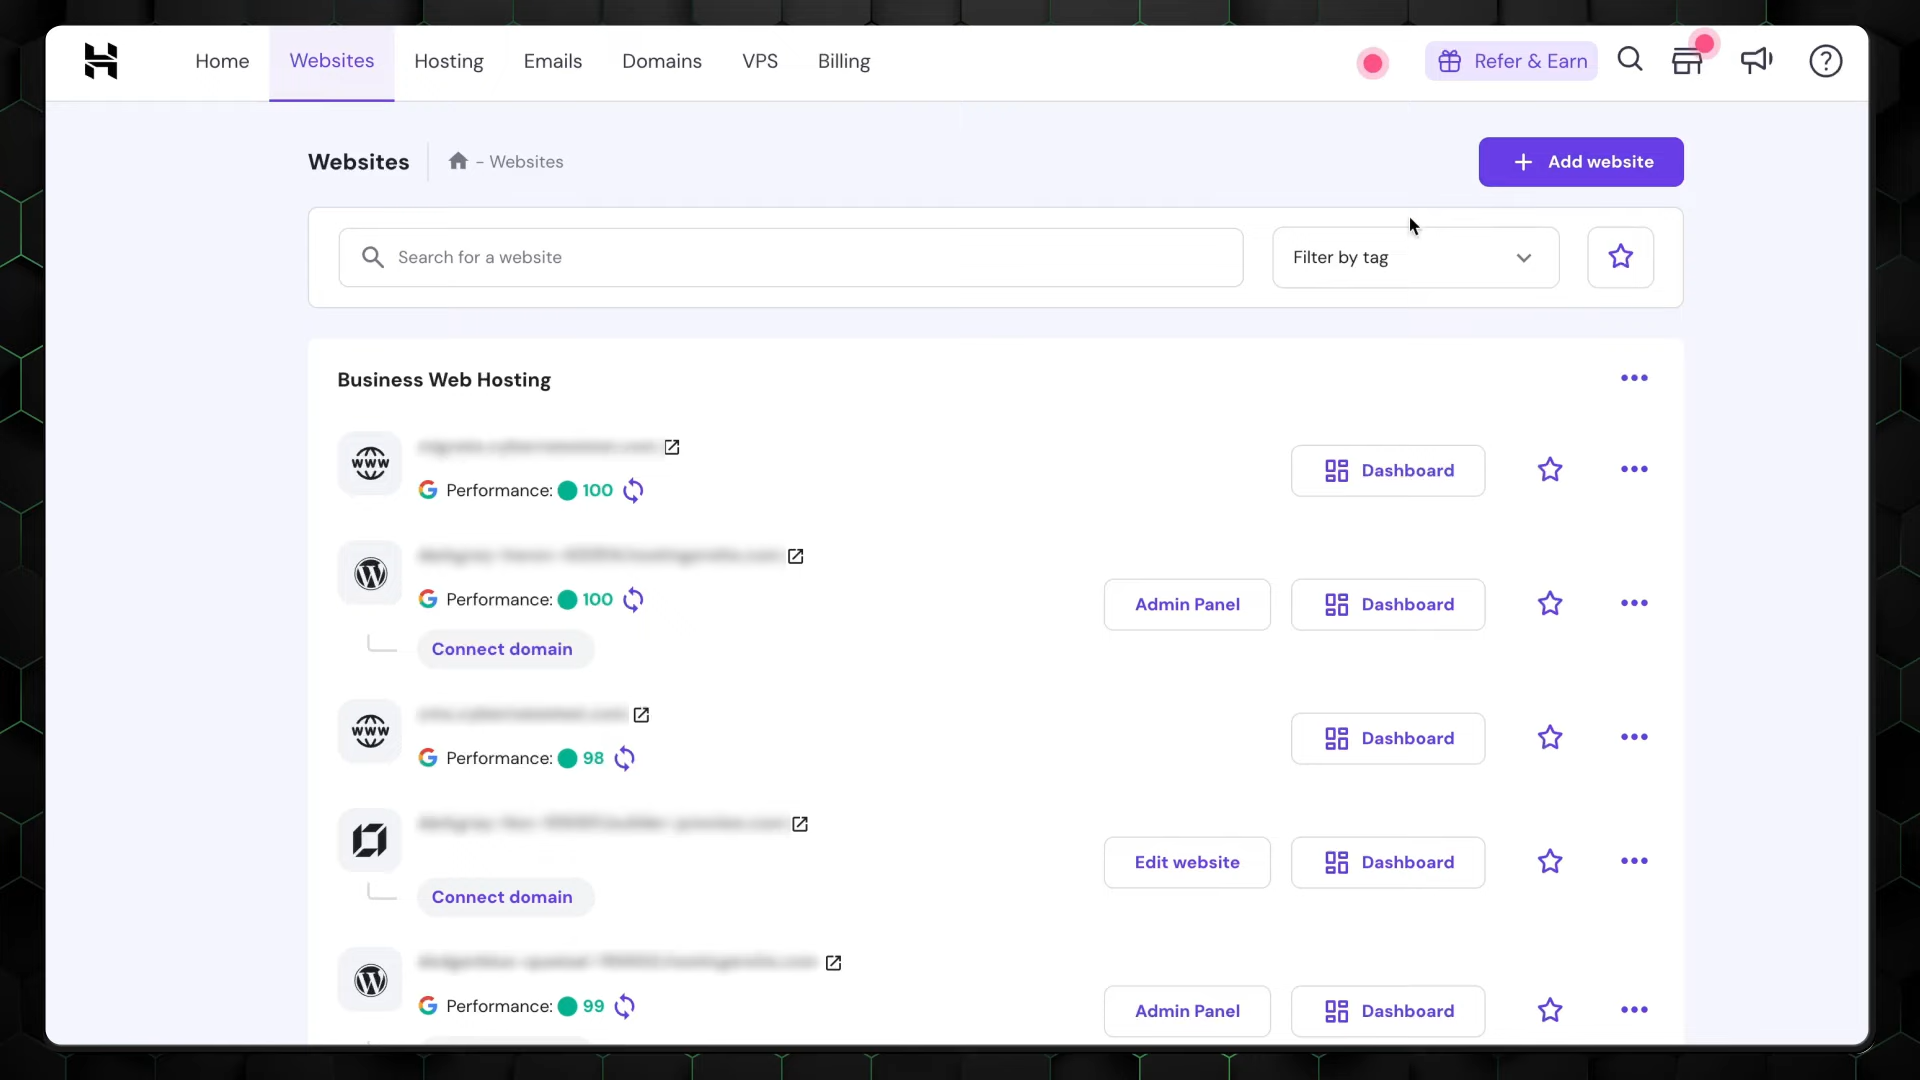 Home Websites Hosting Emails Domains VPS Billing Refer & Earn
Websites - Websites + Add website
Search for a website Filter by tag
Business Web Hosting
WWW
Performance: 100 Dashboard
Performance: 100 Admin Panel Dashboard
Connect domain
WWW
Performance: 98 Dashboard
Edit website Dashboard
Connect domain
Performance: 99 Admin Panel Dashboard